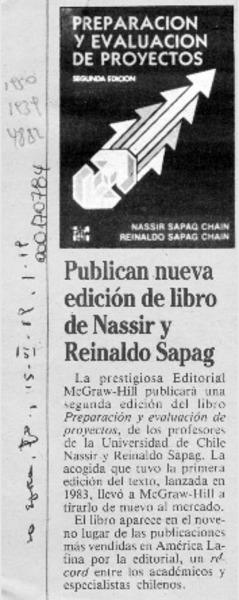 PREPARACION
Y EVALUACION
DE PROYECTOS
SEGUNDA EDICION
NASSIR SAPAG CHAIN
REINALDO SAPAG CHAIN
Publican nueva
edición de libro
de Nassir y
Reinaldo Sapag
La prestigiosa Editorial
McGraw-Hill publicará una
segunda edición del libro
Preparación y evaluación de
proyectos, de los profesores
de la Universidad de Chile
Nassir y Reinaldo Sapag. La
acogida que tuvo la primera
edición del texto, lanzada en
1983, llevó a McGraw-Hill a
tirarlo de nuevo al mercado.
El libro aparece en el nove-
no lugar de las publicaciones
más vendidas en América La-
tina por la editorial, un ré-
cord entre los académicos y
especialistas chilenos.
000170784